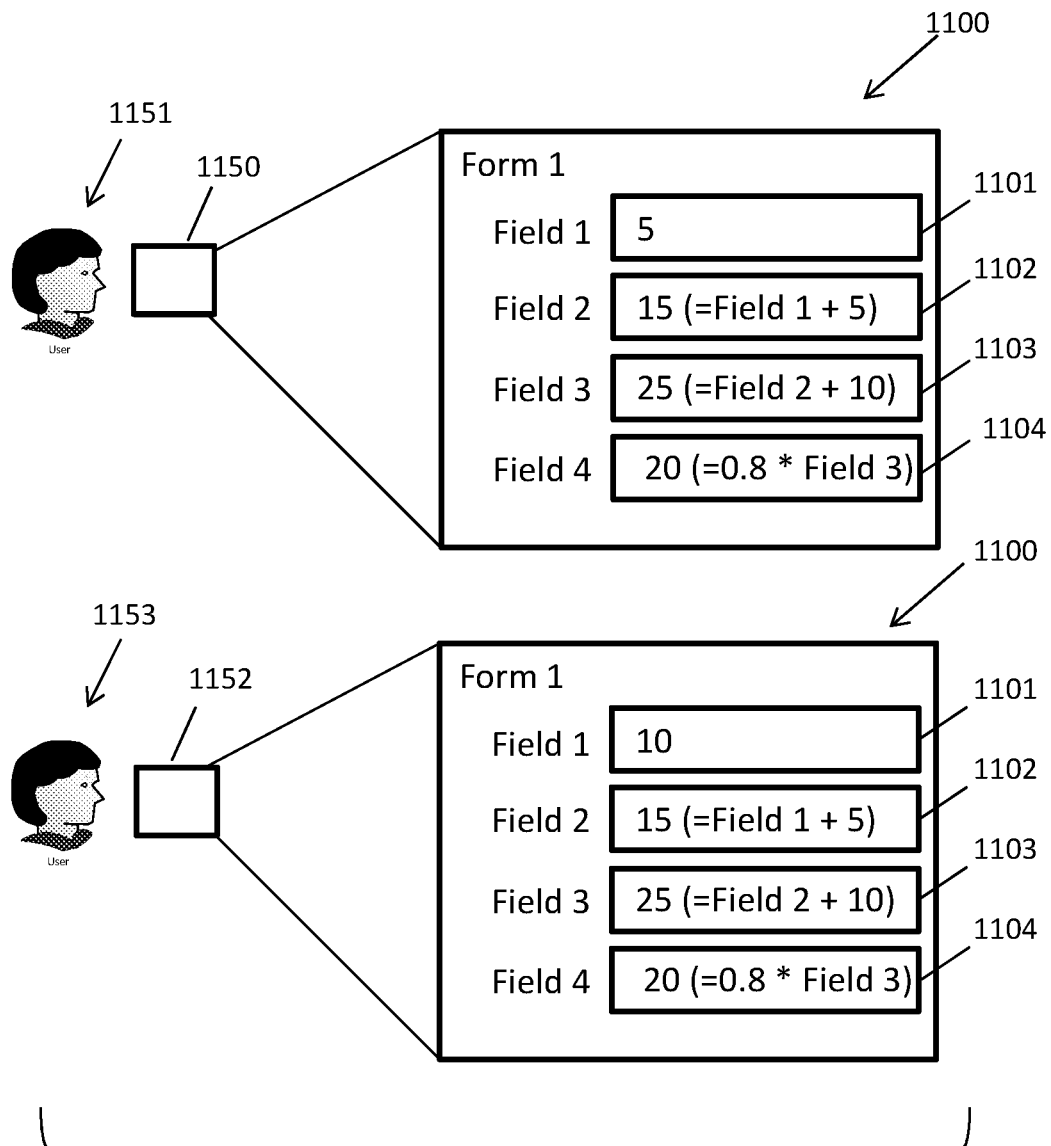 1100
1151
1150
Form 1
1101
Field 1 5
1102
Field 2 15 (=Field 1 + 5)
1103
Field 3 25 (=Field 2 + 10)
1104
Field 4 20 (=0.8 * Field 3)
User
1100
1153
1152
Form 1
1101
Field 1 10
1102
Field 2 15 (=Field 1 + 5)
1103
Field 3 25 (=Field 2 + 10)
1104
Field 4 20 (=0.8 * Field 3)
User